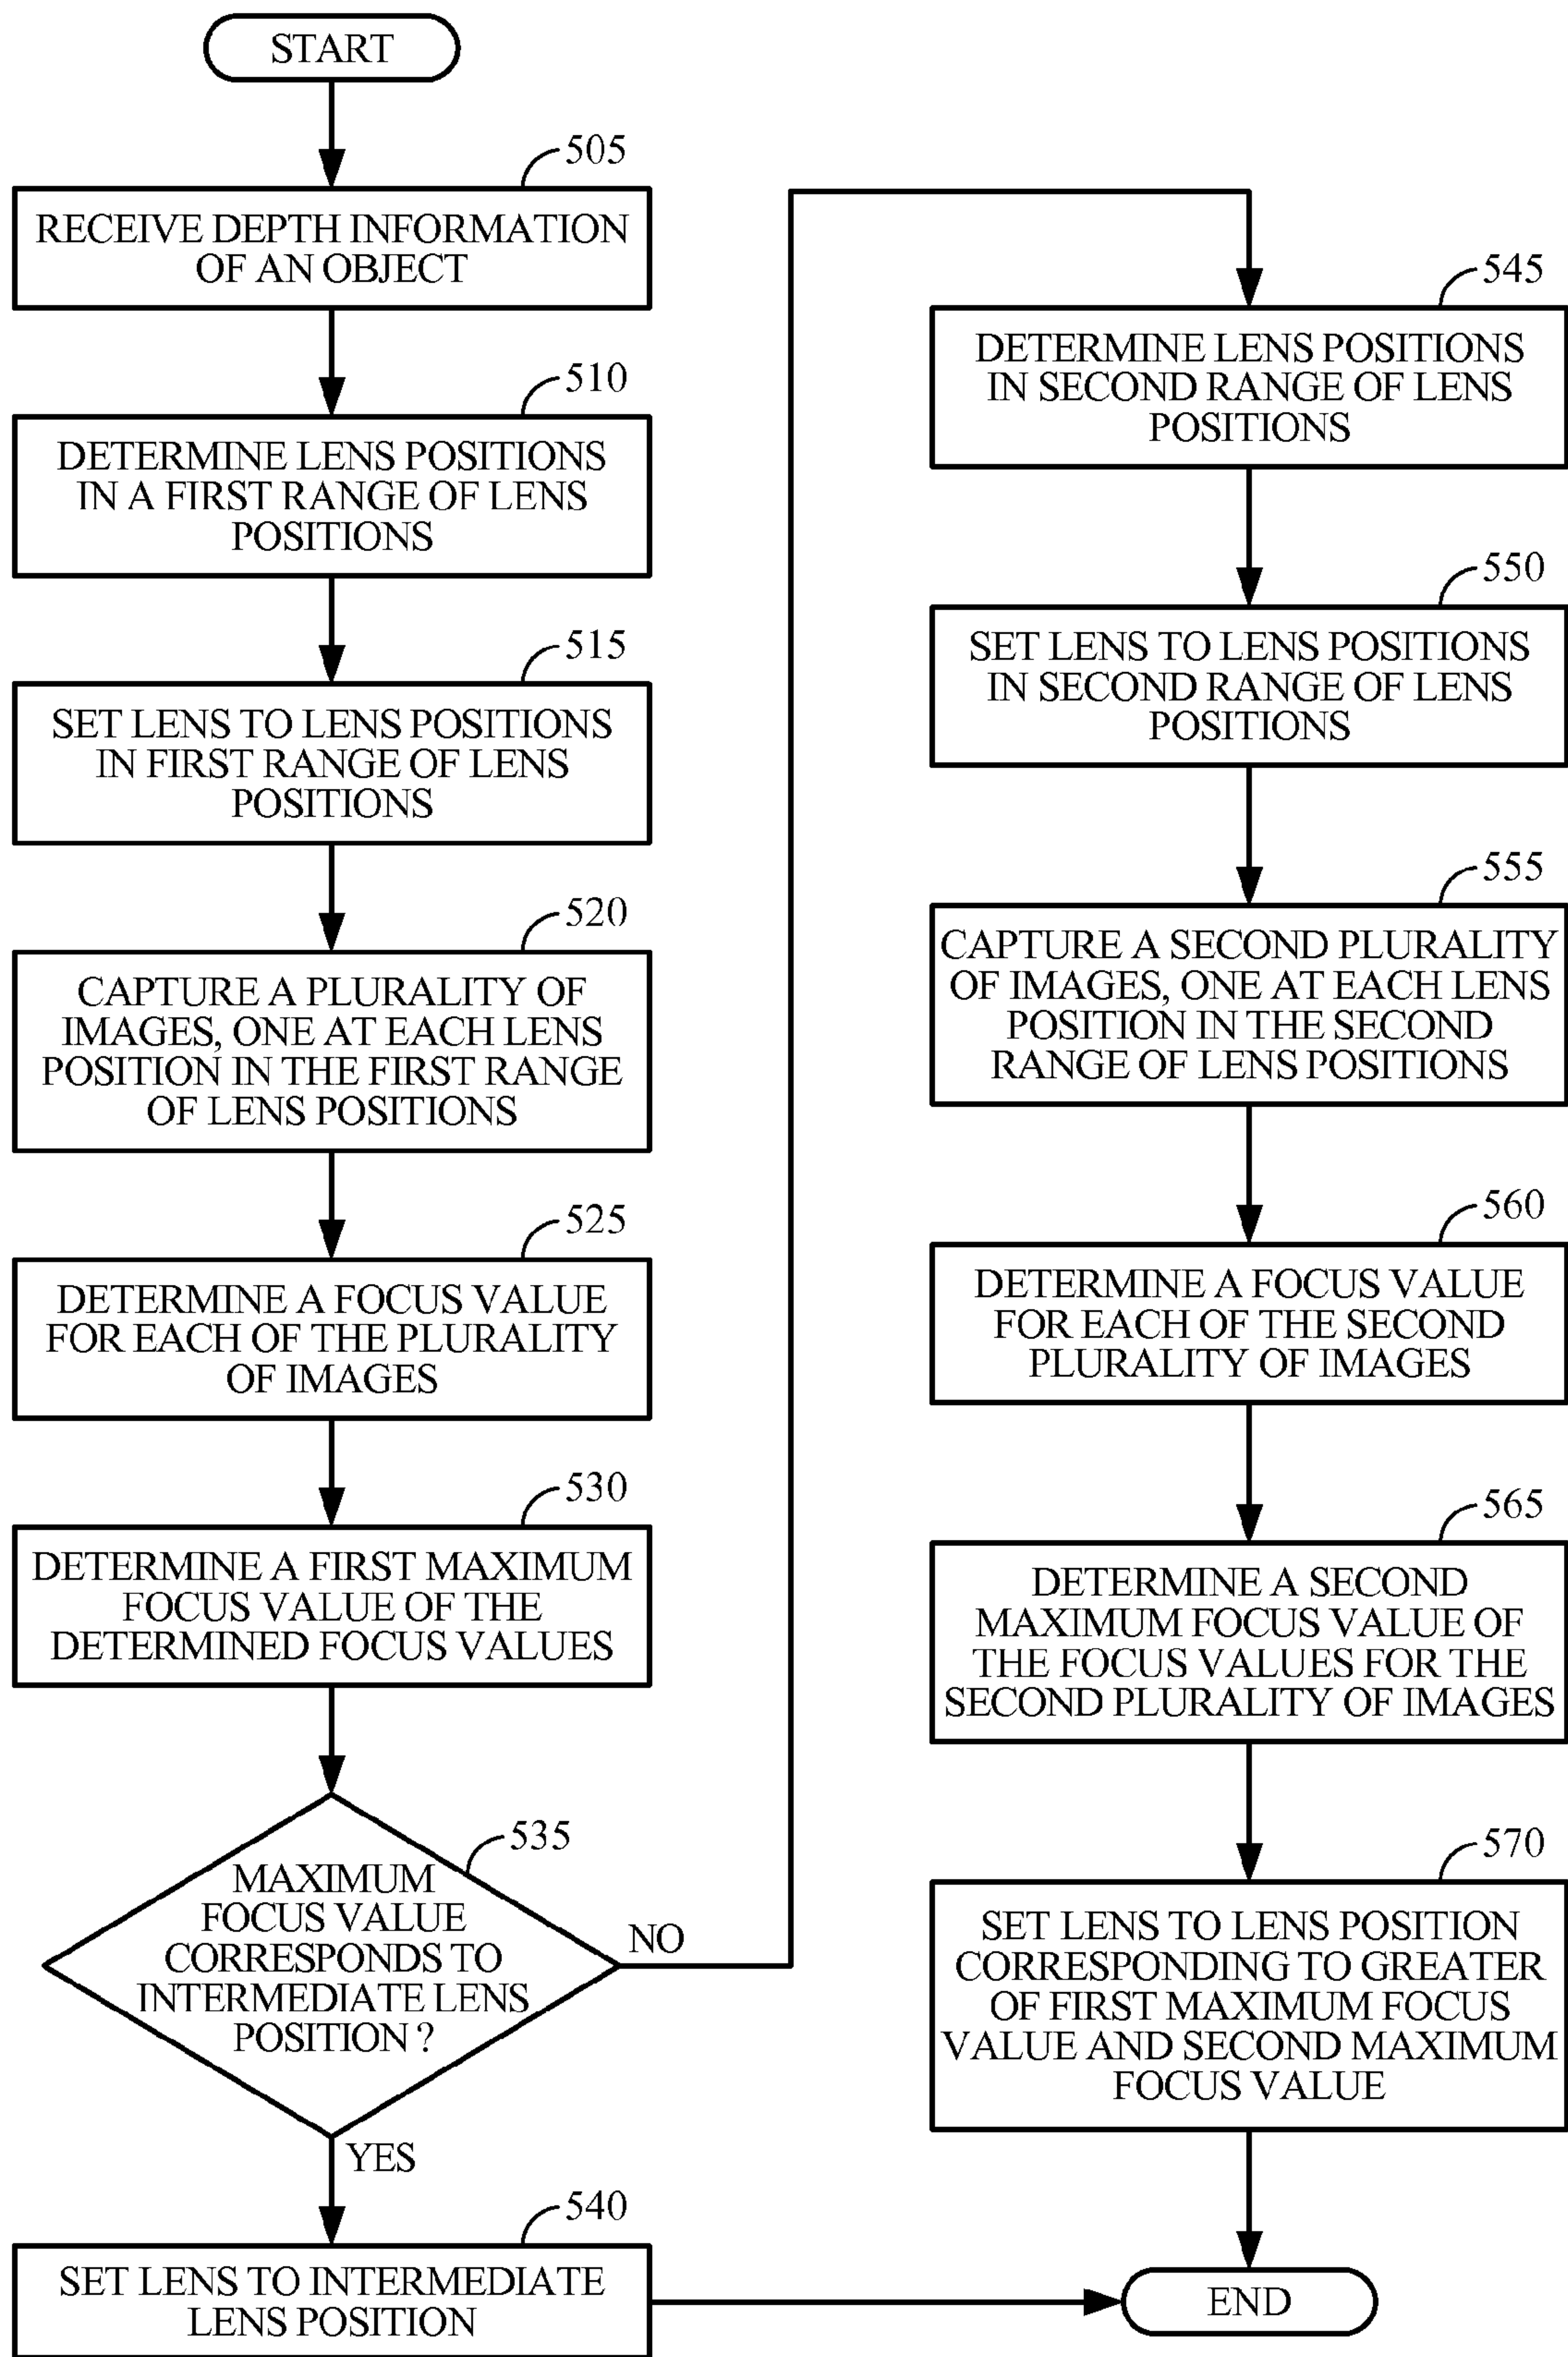 START
505
RECEIVE DEPTH INFORMATION
OF AN OBJECT
510
DETERMINE LENS POSITIONS
IN A FIRST RANGE OF LENS
POSITIONS
515
SET LENS TO LENS POSITIONS
IN FIRST RANGE OF LENS
POSITIONS
520
CAPTURE A PLURALITY OF
IMAGES, ONE AT EACH LENS
POSITION IN THE FIRST RANGE
OF LENS POSITIONS
525
DETERMINE A FOCUS VALUE
FOR EACH OF THE PLURALITY
OF IMAGES
530
DETERMINE A FIRST MAXIMUM
FOCUS VALUE OF THE
DETERMINED FOCUS VALUES
535
MAXIMUM
FOCUS VALUE
CORRESPONDS TO
INTERMEDIATE LENS
POSITION ?
NO
YES
540
SET LENS TO INTERMEDIATE
LENS POSITION
545
DETERMINE LENS POSITIONS
IN SECOND RANGE OF LENS
POSITIONS
550
SET LENS TO LENS POSITIONS
IN SECOND RANGE OF LENS
POSITIONS
555
CAPTURE A SECOND PLURALITY
OF IMAGES, ONE AT EACH LENS
POSITION IN THE SECOND
RANGE OF LENS POSITIONS
560
DETERMINE A FOCUS VALUE
FOR EACH OF THE SECOND
PLURALITY OF IMAGES
565
DETERMINE A SECOND
MAXIMUM FOCUS VALUE OF
THE FOCUS VALUES FOR THE
SECOND PLURALITY OF IMAGES
570
SET LENS TO LENS POSITION
CORRESPONDING TO GREATER
OF FIRST MAXIMUM FOCUS
VALUE AND SECOND MAXIMUM
FOCUS VALUE
END